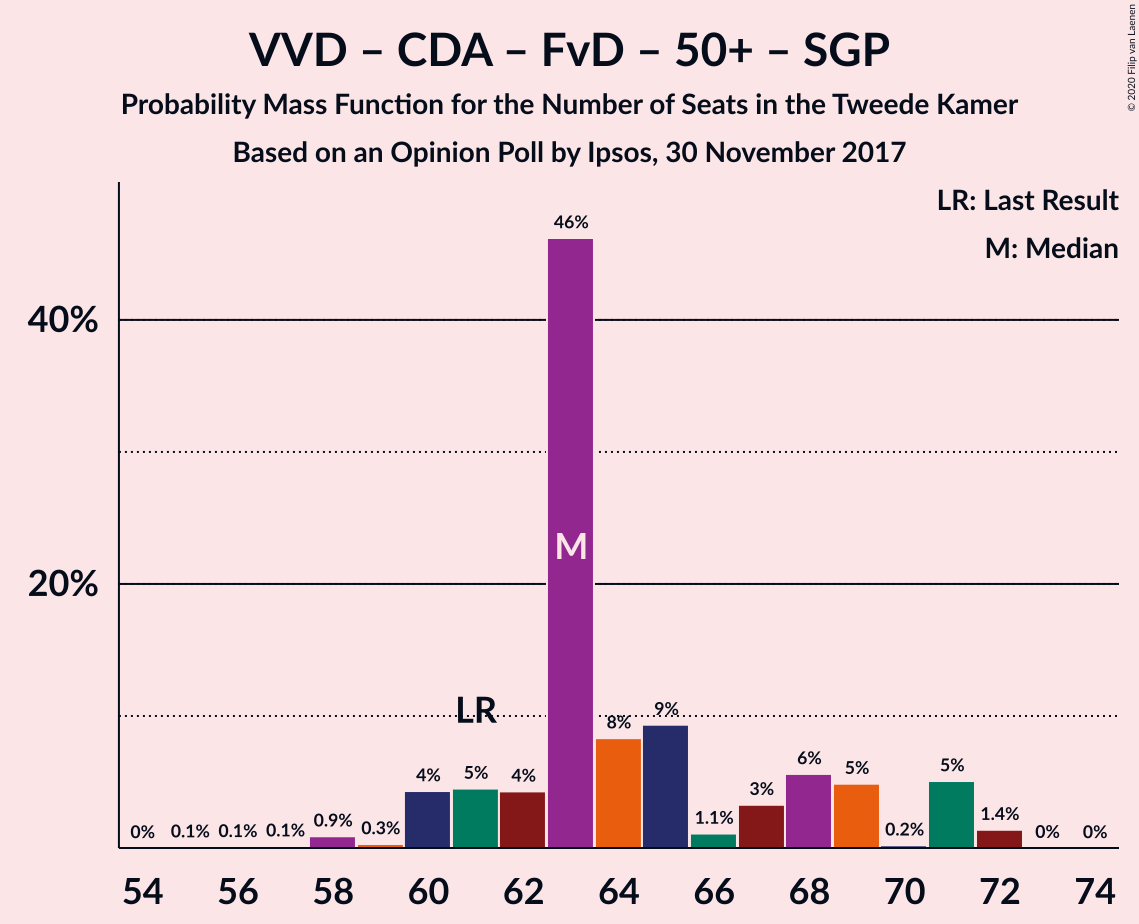 VVD – CDA – FvD – 50+ – SGP
Probability Mass Function for the Number of Seats in the Tweede Kamer
Based on an Opinion Poll by Ipsos, 30 November 2017
© 2020 Filip van Laenen
LR: Last Result
M: Median
40%
20%
0% 0.1% 0.1% 0.1% 0.9% 0.3% 4% 5% 4% 46% 8% 9% 1.1% 3% 6% 5% 0.2% 5% 1.4% 0% 0%
LR
M
54 56 58 60 62 64 66 68 70 72 74